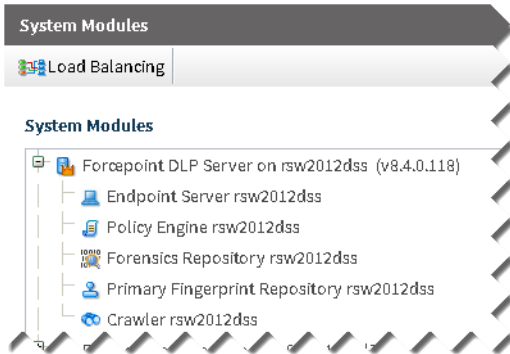 System Modules
Load Balancing
System Modules
Forcepoint DLP Server on rsw2012dss (v8.4.0.118)
Endpoint Server rsw2012dss
Policy Engine rsw2012dss
Forensics Repository rsw2012dss
Primary Fingerprint Repository rsw2012dss
Crawler rsw2012dss